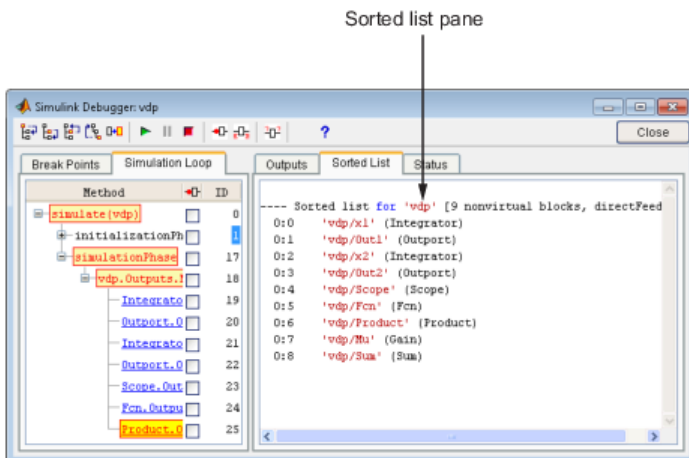 Sorted list pane
Simulink Debugger: vdp
? Close
Break Points Simulation Loop Outputs Sorted List Status
Method ID
simulate(vdp) 0
initializationPh 1
simulationPhase 17
vdp.Outputs. 18
Integrato 19
Outport.O 20
Integrato 21
Outport.O 22
Scope.Out 23
Fcn.Outpu 24
Product.O 25
---- Sorted list for 'vdp' [9 nonvirtual blocks, directFeed
0:0 'vdp/x1' (Integrator)
0:1 'vdp/Out1' (Outport)
0:2 'vdp/x2' (Integrator)
0:3 'vdp/Out2' (Outport)
0:4 'vdp/Scope' (Scope)
0:5 'vdp/Fcn' (Fcn)
0:6 'vdp/Product' (Product)
0:7 'vdp/Mu' (Gain)
0:8 'vdp/Sum' (Sum)